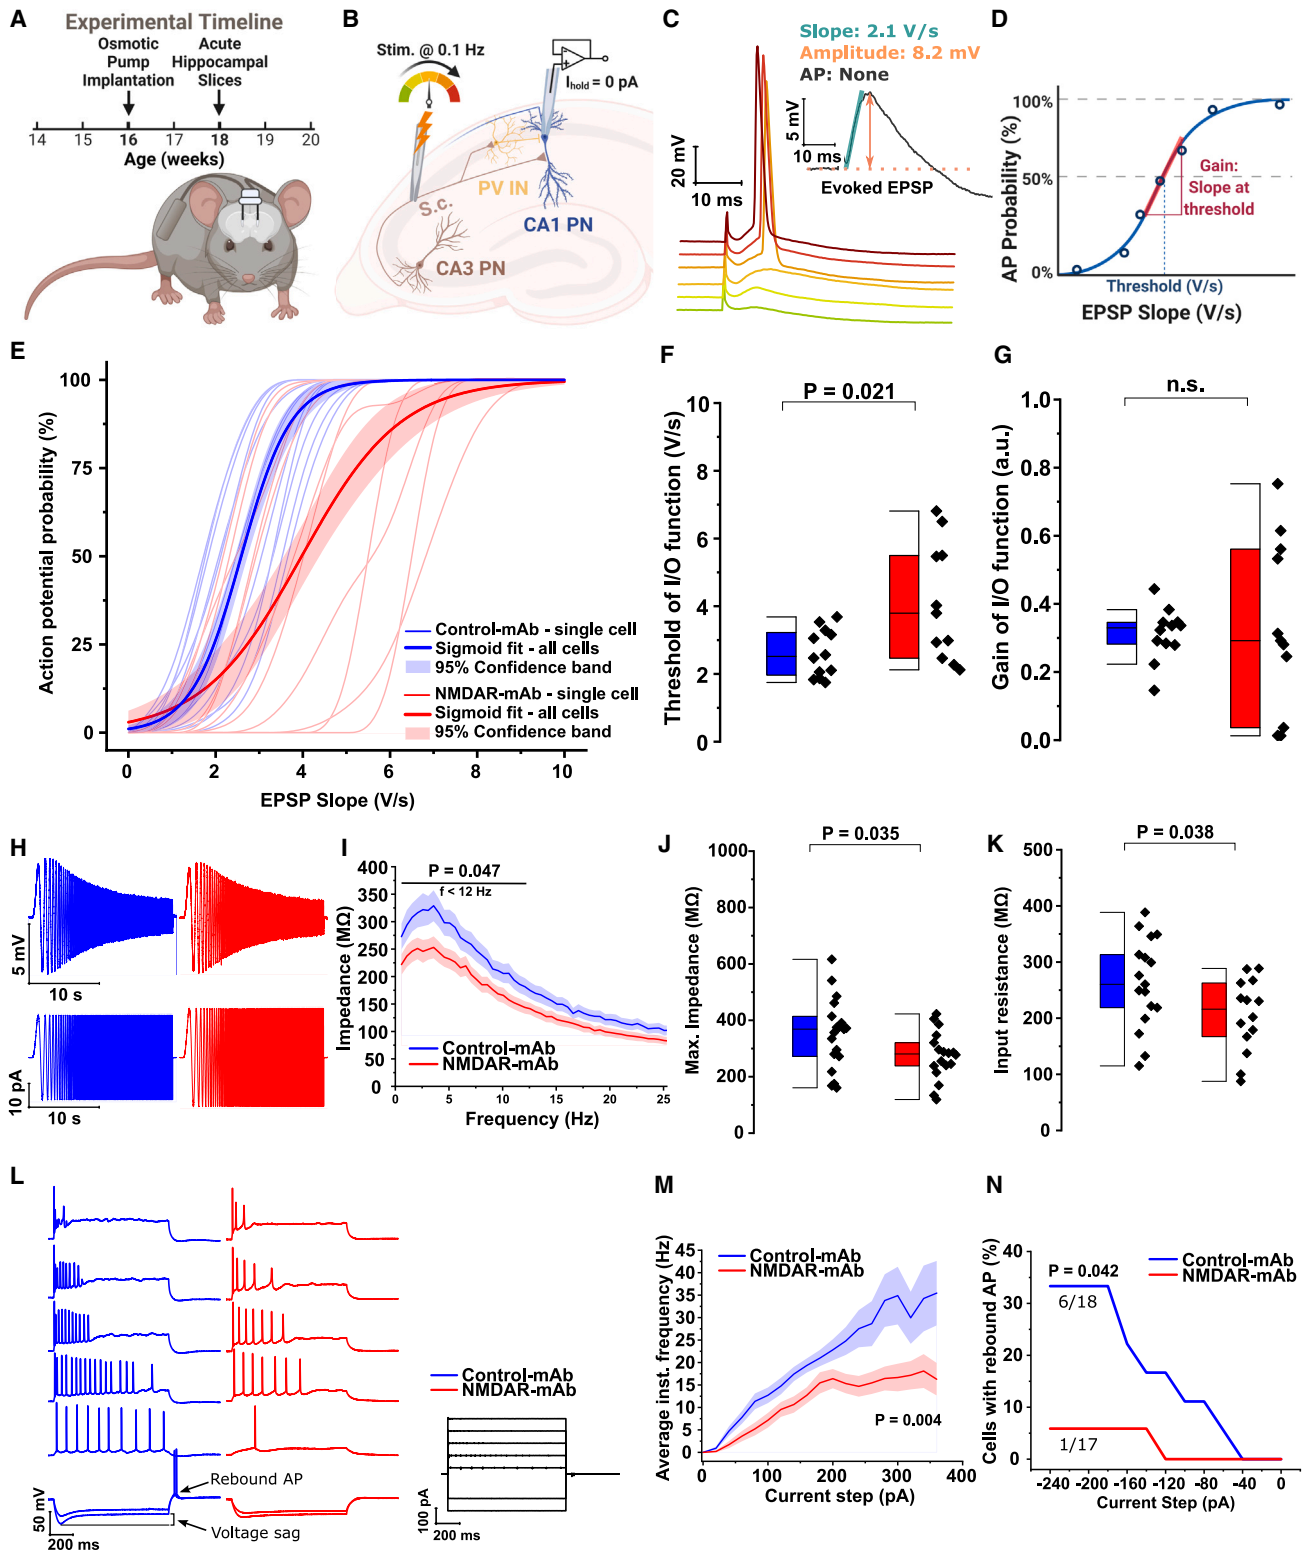 A
Experimental Timeline
Osmotic
Pump
Implantation
Acute
Hippocampal
Slices
14 15 16 17 18 19 20
Age (weeks)
B
Stim. @ 0.1 Hz
Ihold = 0 pA
PV IN
S.c.
CA1 PN
CA3 PN
C
Slope: 2.1 V/s
Amplitude: 8.2 mV
AP: None
5 mV
10 ms
Evoked EPSP
20 mV
10 ms
D
100%
50%
0%
AP Probability (%)
Gain:
Slope at
threshold
Threshold (V/s)
EPSP Slope (V/s)
E
Action potential probability (%)
100
75
50
25
0
0 2 4 6 8 10
EPSP Slope (V/s)
Control-mAb - single cell
Sigmoid fit - all cells
95% Confidence band
NMDAR-mAb - single cell
Sigmoid fit - all cells
95% Confidence band
F
P = 0.021
Threshold of I/O function (V/s)
10
8
6
4
2
0
G
n.s.
Gain of I/O function (a.u.)
1.0
0.8
0.6
0.4
0.2
0.0
H
5 mV
10 s
10 pA
10 s
I
P = 0.047
f < 12 Hz
Impedance (MΩ)
400
350
300
250
200
150
100
50
0
Control-mAb
NMDAR-mAb
0 5 10 15 20 25
Frequency (Hz)
J
P = 0.035
Max. Impedance (MΩ)
1000
800
600
400
200
0
K
P = 0.038
Input resistance (MΩ)
500
400
300
200
100
0
L
Control-mAb
NMDAR-mAb
Rebound AP
Voltage sag
50 mV
200 ms
100 pA
200 ms
M
Average inst. frequency (Hz)
45
40
35
30
25
20
15
10
5
0
Control-mAb
NMDAR-mAb
P = 0.004
0 100 200 300 400
Current step (pA)
N
Cells with rebound AP (%)
40
30
20
10
0
Control-mAb
NMDAR-mAb
P = 0.042
6/18
1/17
-240 -200 -160 -120 -80 -40 0
Current Step (pA)